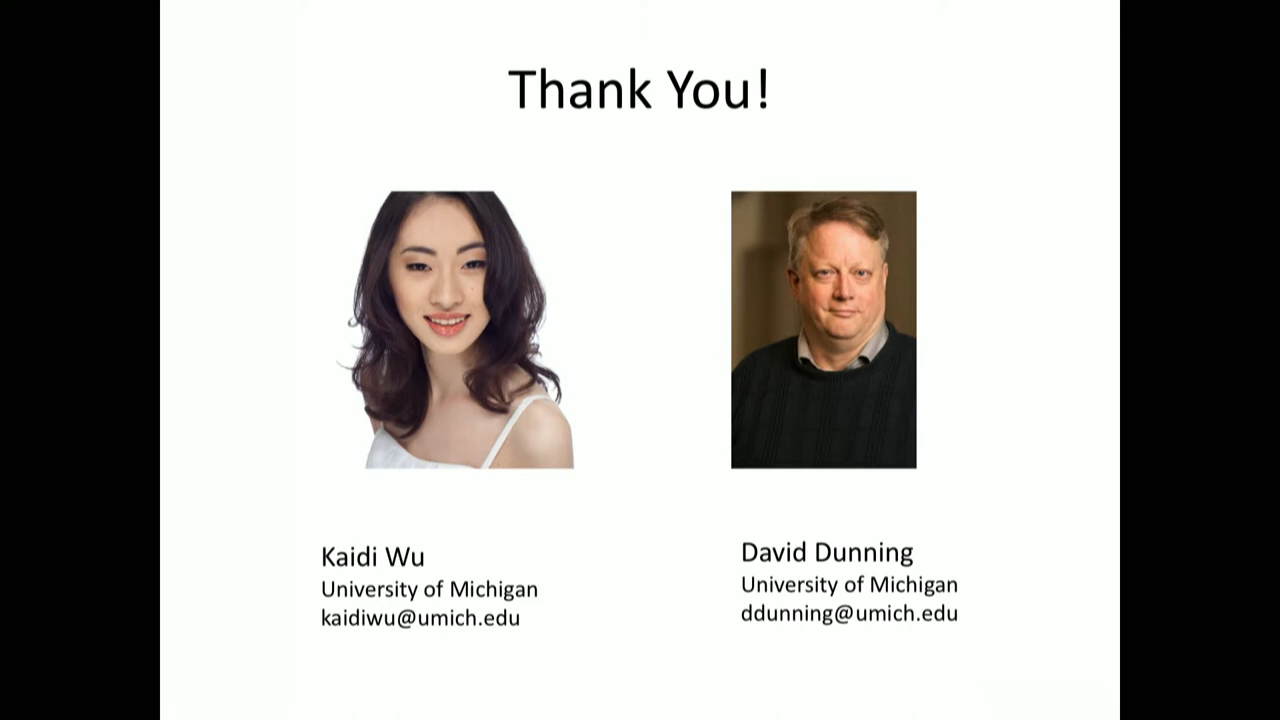 Thank You!
Kaidi Wu
University of Michigan
kaidiwu@umich.edu
David Dunning
University of Michigan
ddunning@umich.edu